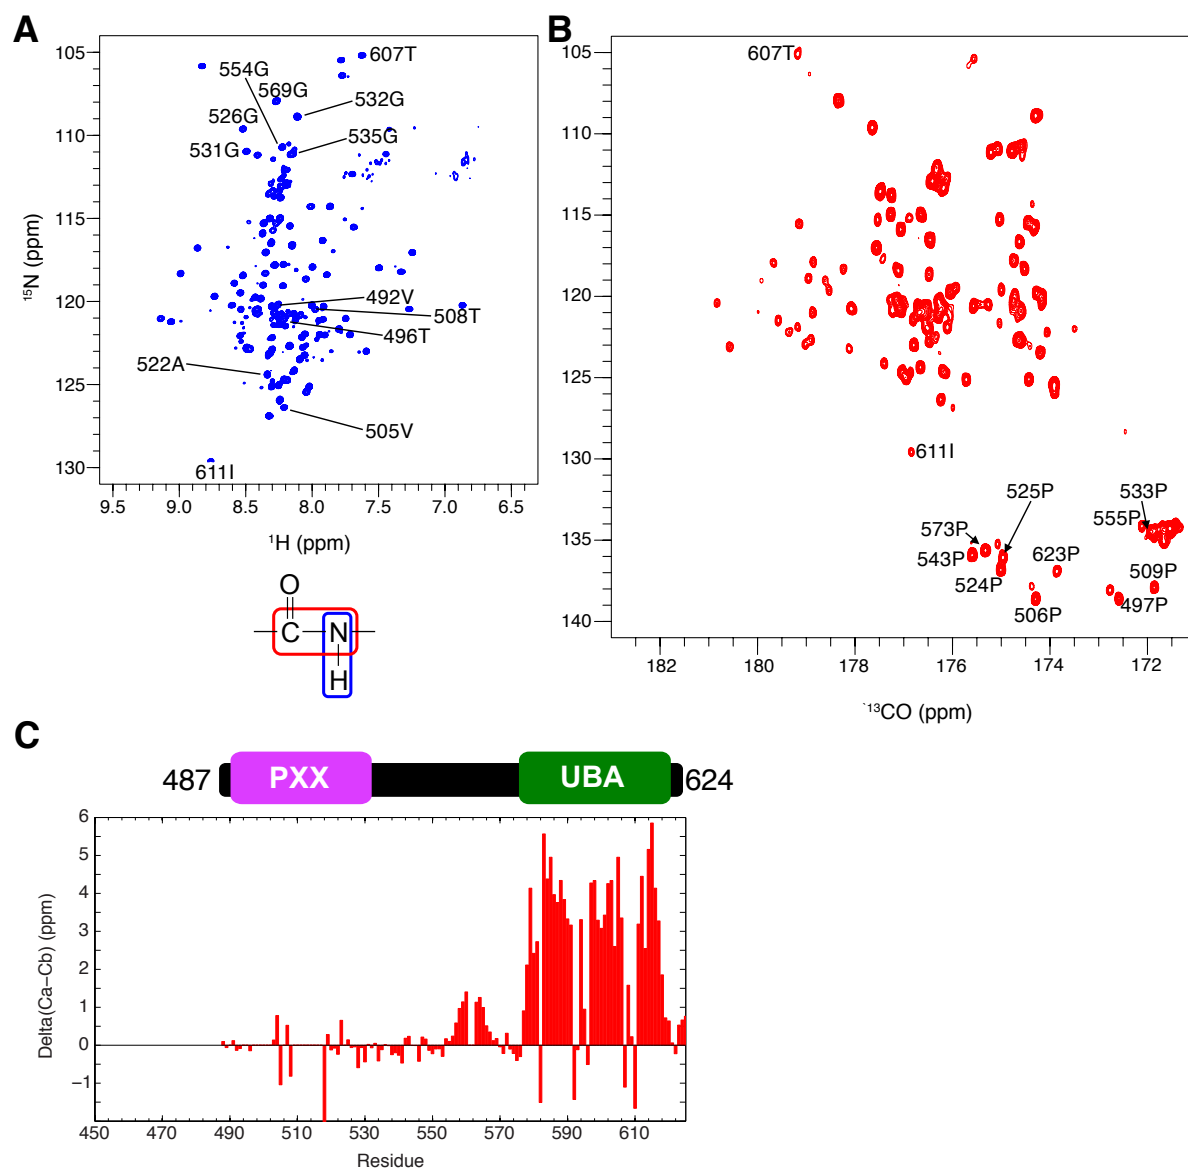 A
B
105
110
115
120
125
130
¹⁵N (ppm)
9.5 9.0 8.5 8.0 7.5 7.0 6.5
¹H (ppm)
607T
554G
569G
532G
526G
535G
531G
492V
508T
496T
522A
505V
611I
105
110
115
120
125
130
135
140
182 180 178 176 174 172
¹³CO (ppm)
607T
611I
525P
533P
555P
573P
543P
524P
623P
509P
506P
497P
O
C N
H
C
487 PXX UBA 624
6
5
4
3
2
1
0
−1
Delta(Ca−Cb) (ppm)
450 470 490 510 530 550 570 590 610
Residue